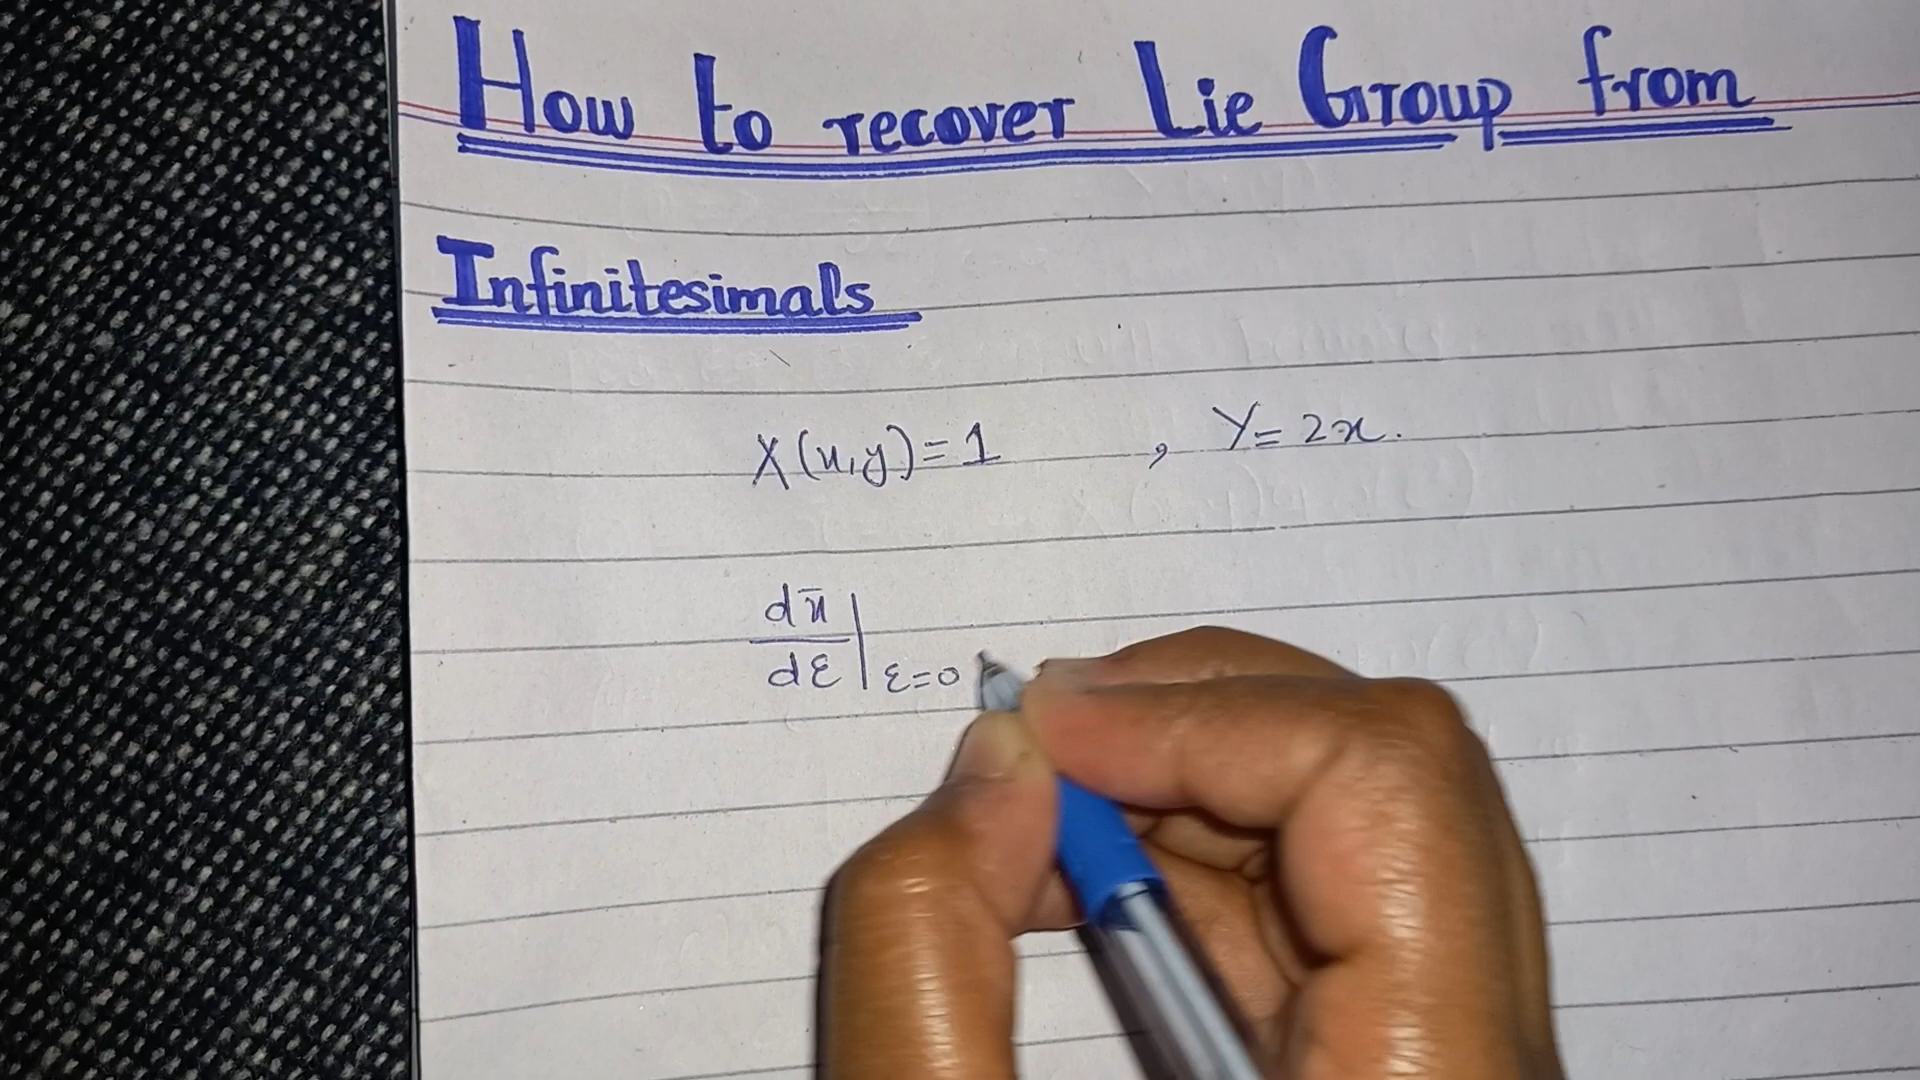 How to recover Lie Group from
Infinitesimals
X(x,y)=1 , Y=2x.
dx̄
dε | ε=0